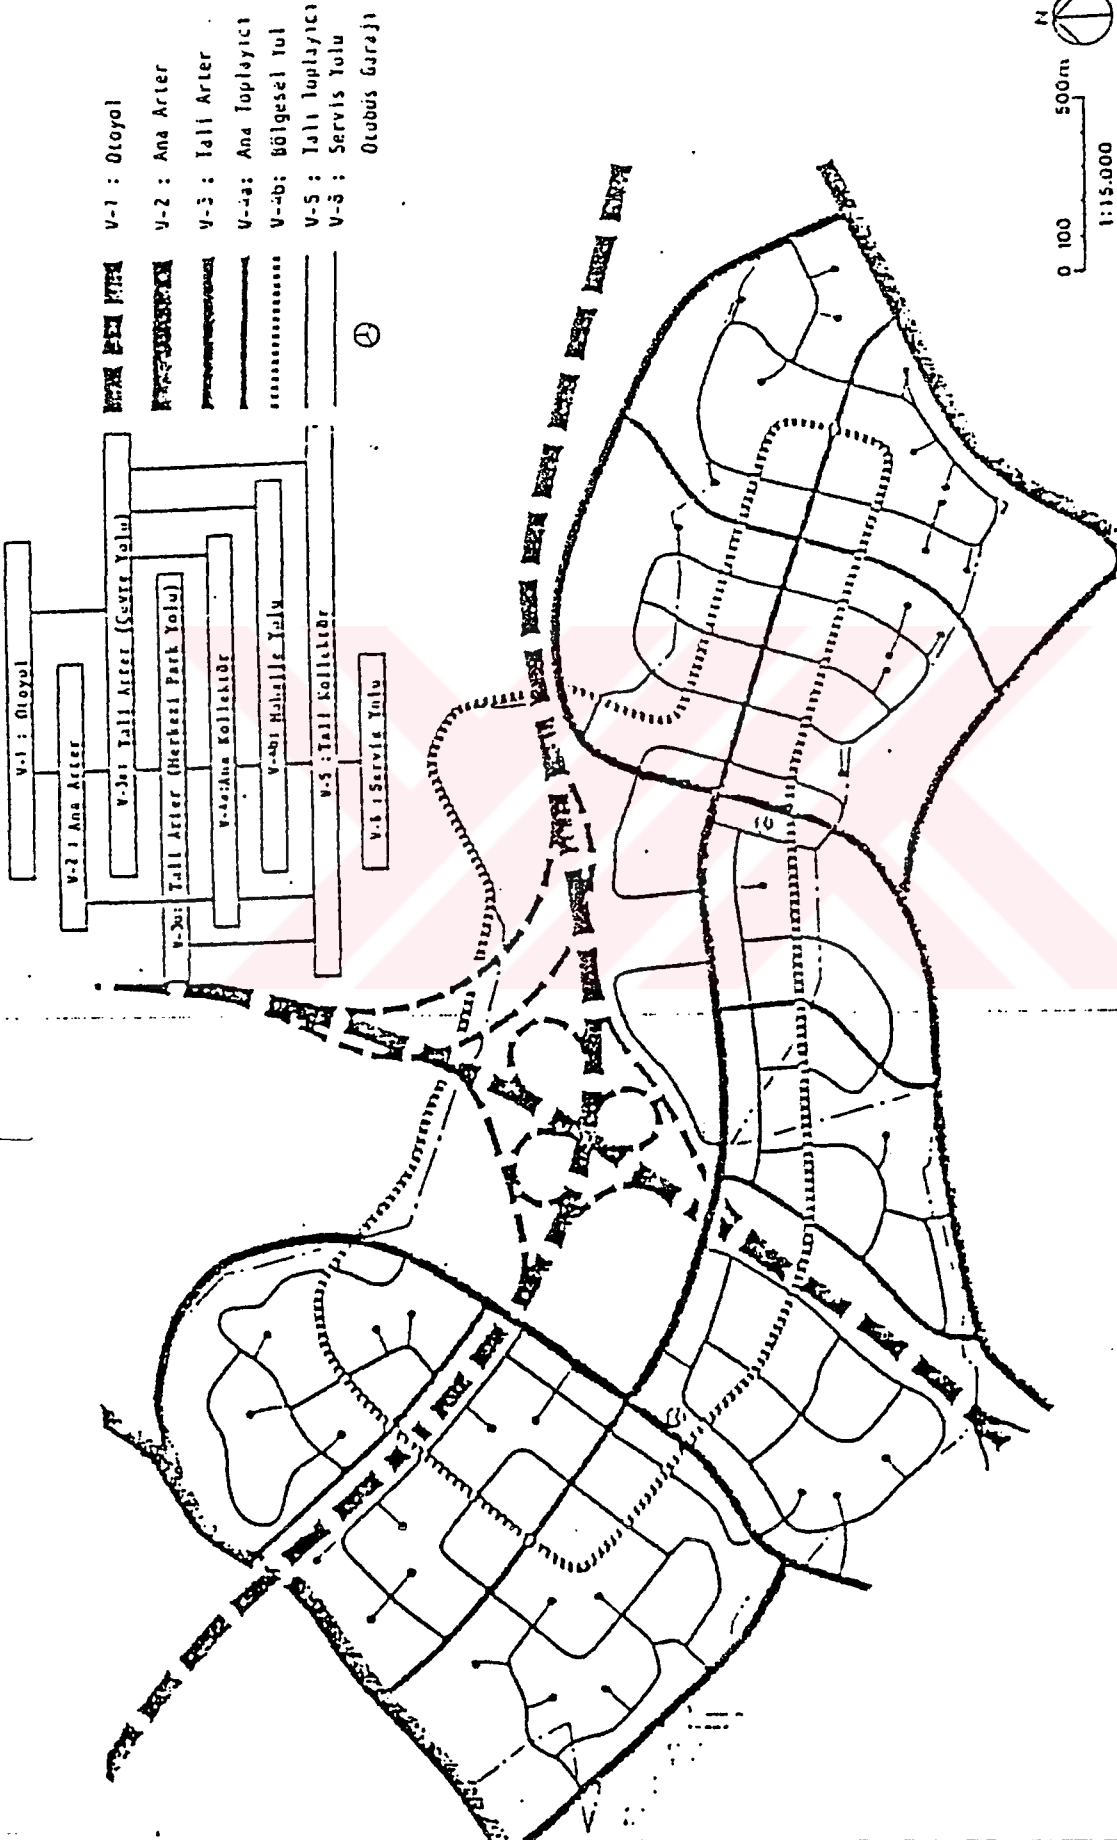 V-1 : Otoyol
V-2 : Ana Arter
V-3a: Tali Arter (Çevre Yolu)
V-3b: Tali Arter (Merkezi Park Yolu)
V-4a:Ana Kollektör
V-4b: Mahalle Yolu
V-5 :Tali Kollektör
V-6 :Servis Yolu
V-1 : Otoyol
V-2 : Ana Arter
V-3 : Tali Arter
V-4a: Ana Toplayıcı
V-4b: Bölgesel Yol
V-5 : Tali Toplayıcı
V-6 : Servis Yolu
Otobüs Garajı
N
0 100 500m
1:15.000